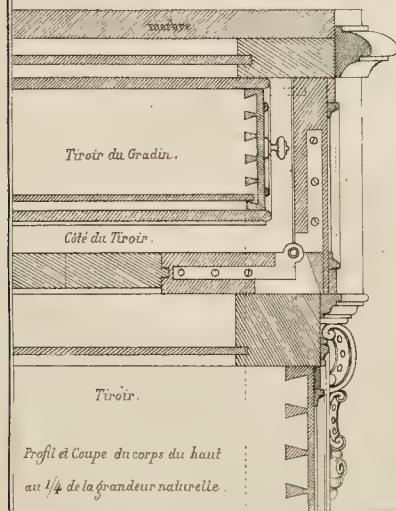 marbre.
Tiroir du Gradin.
Côté du Tiroir.
Tiroir.
Profil et Coupe du corps du haut
au 1/4 de la grandeur naturelle.